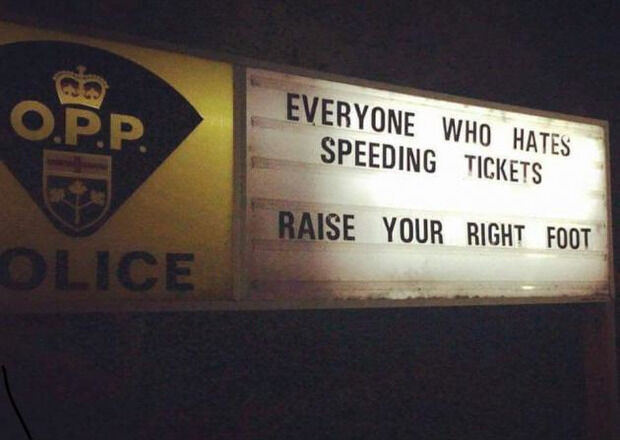 O.P.P.
OLICE
EVERYONE WHO HATES
SPEEDING TICKETS
RAISE YOUR RIGHT FOOT